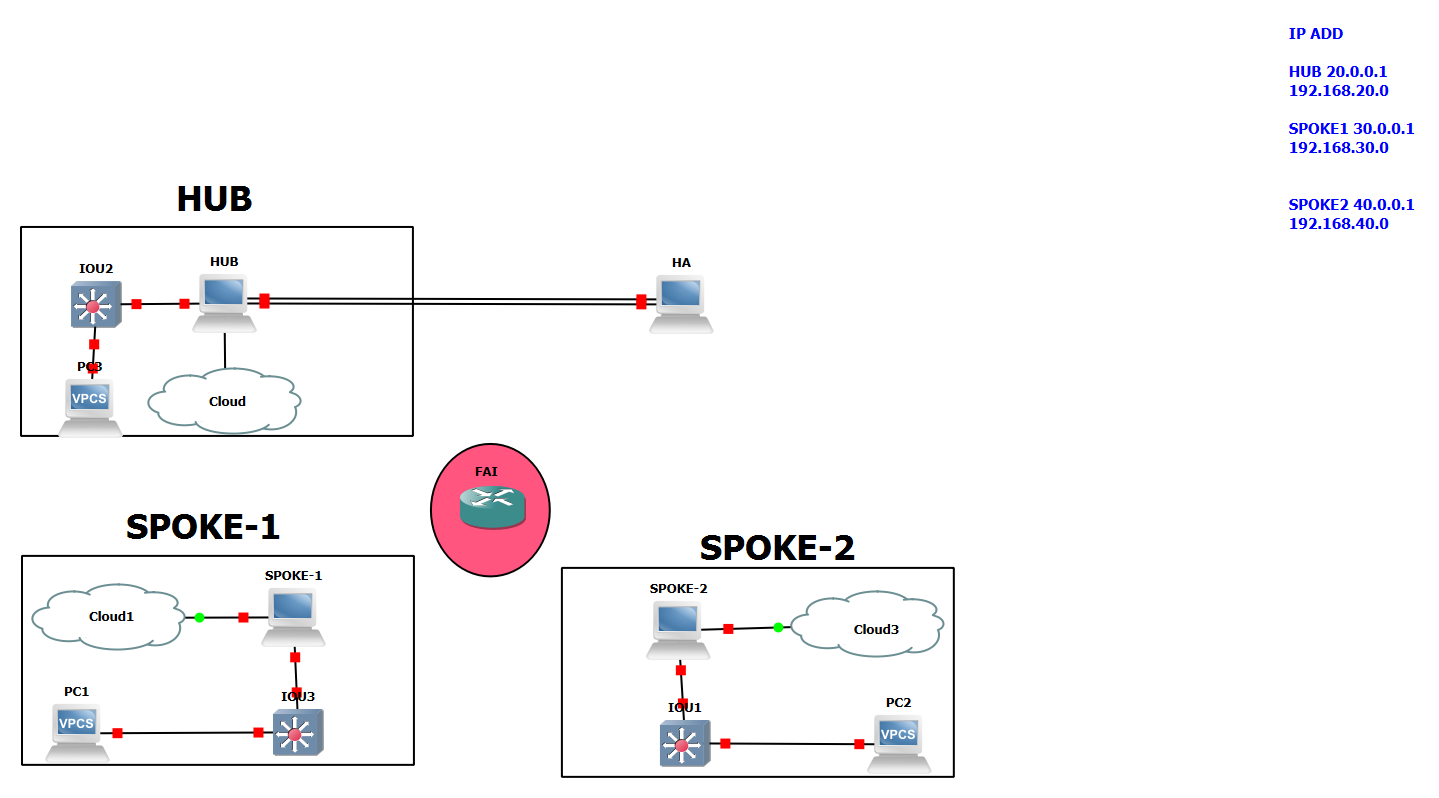 IP ADD
HUB 20.0.0.1
192.168.20.0
SPOKE1 30.0.0.1
192.168.30.0
SPOKE2 40.0.0.1
192.168.40.0
HUB
IOU2
HUB
HA
PC3
VPCS
Cloud
FAI
SPOKE-1
SPOKE-1
Cloud1
PC1
IOU3
VPCS
SPOKE-2
SPOKE-2
Cloud3
IOU1
PC2
VPCS